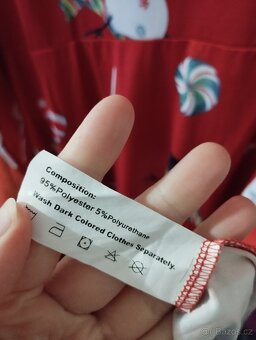 Composition:
95%Polyester 5%Polyurethane
Wash Dark Colored Clothes Separately.